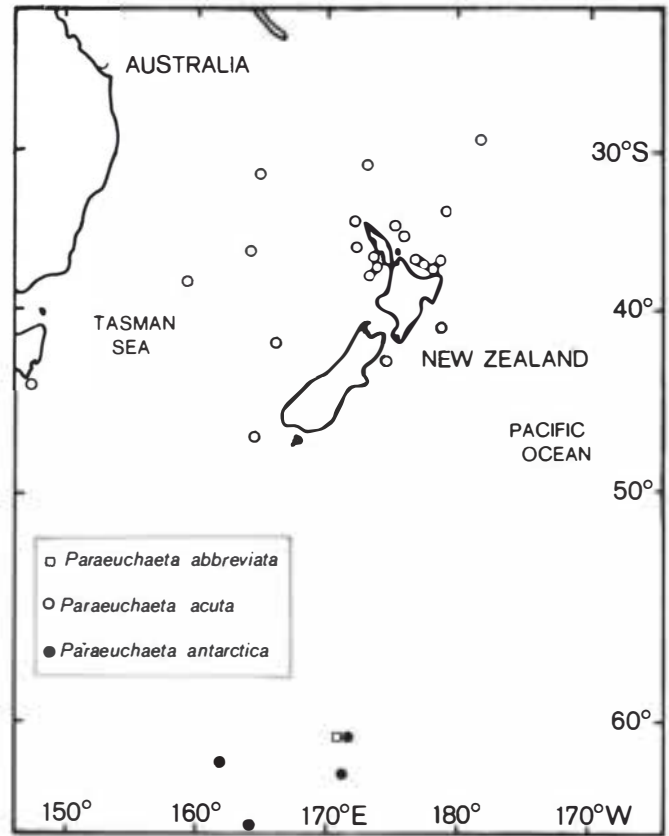 AUSTRALIA
30°S
40°
TASMAN
SEA
NEW ZEALAND
PACIFIC
OCEAN
50°
Paraeuchaeta abbreviata
Paraeuchaeta acuta
Paraeuchaeta antarctica
60°
150°
160°
170°E
180°
170°W